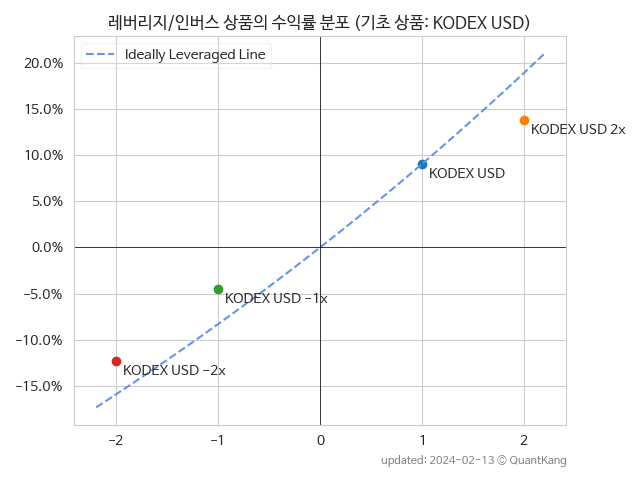 레버리지/인버스 상품의 수익률 분포 (기초 상품: KODEX USD)
Ideally Leveraged Line
20.0%
15.0%
10.0%
5.0%
0.0%
−5.0%
−10.0%
−15.0%
KODEX USD 2x
KODEX USD
KODEX USD −1x
KODEX USD −2x
−2
−1
0
1
2
updated: 2024-02-13 © QuantKang